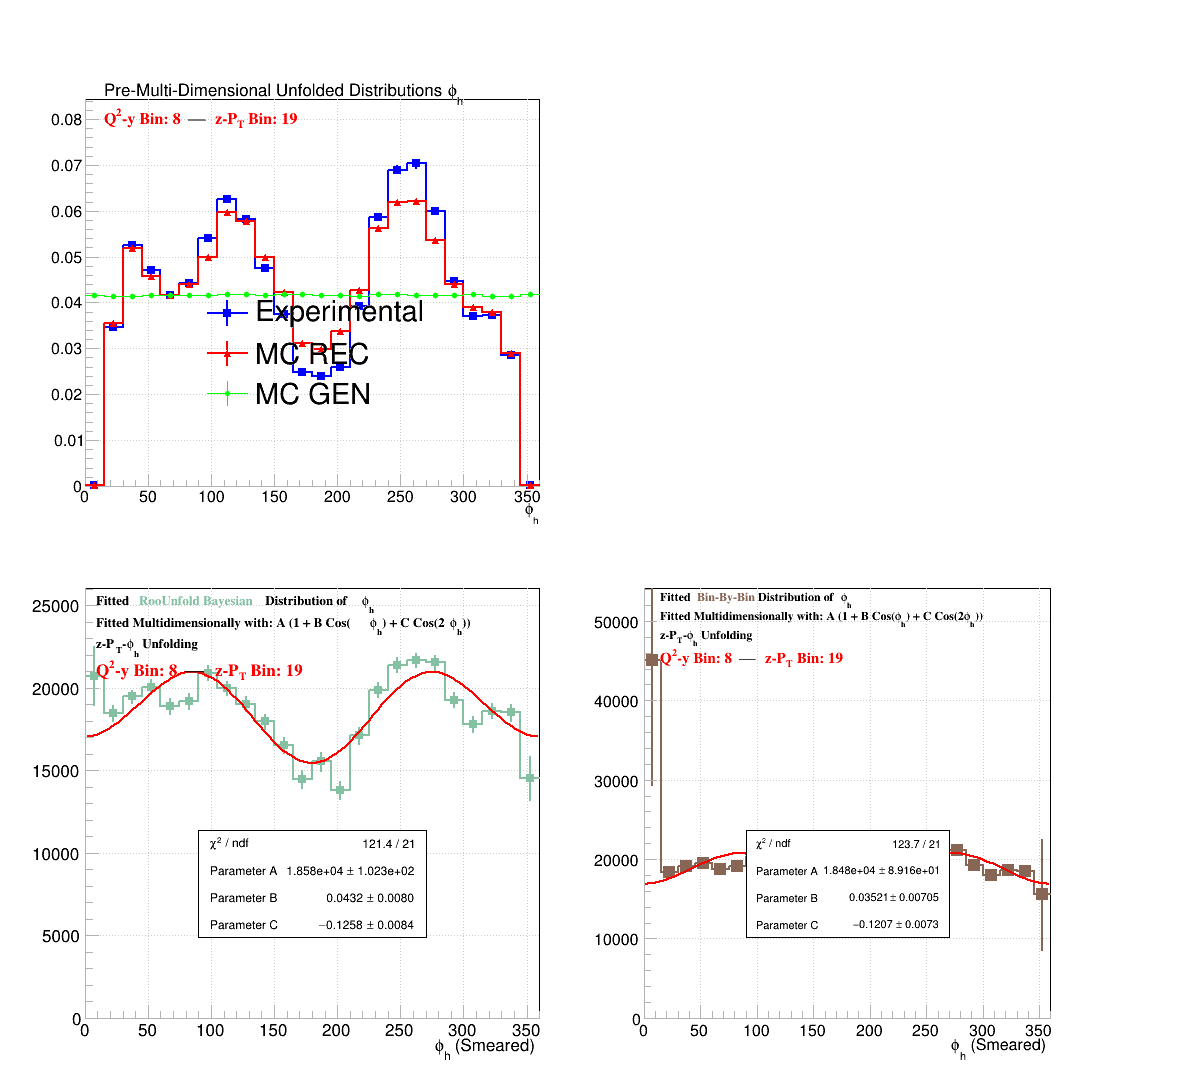 Pre-Multi-Dimensional Unfolded Distributions ϕh
Q²-y Bin: 8 — z-PT Bin: 19
0.08
0.07
0.06
0.05
0.04
0.03
0.02
0.01
0
Experimental
MC REC
MC GEN
0 50 100 150 200 250 300 350
ϕh
Fitted RooUnfold Bayesian Distribution of ϕh
Fitted Multidimensionally with: A (1 + B Cos( ϕh) + C Cos(2 ϕh))
z-PT-ϕh Unfolding
Q²-y Bin: 8 — z-PT Bin: 19
25000
20000
15000
10000
5000
0
χ² / ndf 121.4 / 21
Parameter A 1.858e+04 ± 1.023e+02
Parameter B 0.0432 ± 0.0080
Parameter C −0.1258 ± 0.0084
0 50 100 150 200 250 300 350
ϕh (Smeared)
Fitted Bin-By-Bin Distribution of ϕh
Fitted Multidimensionally with: A (1 + B Cos(ϕh) + C Cos(2ϕh))
z-PT-ϕh Unfolding
Q²-y Bin: 8 — z-PT Bin: 19
50000
40000
30000
20000
10000
0
χ² / ndf 123.7 / 21
Parameter A 1.848e+04 ± 8.916e+01
Parameter B 0.03521 ± 0.00705
Parameter C −0.1207 ± 0.0073
0 50 100 150 200 250 300 350
ϕh (Smeared)